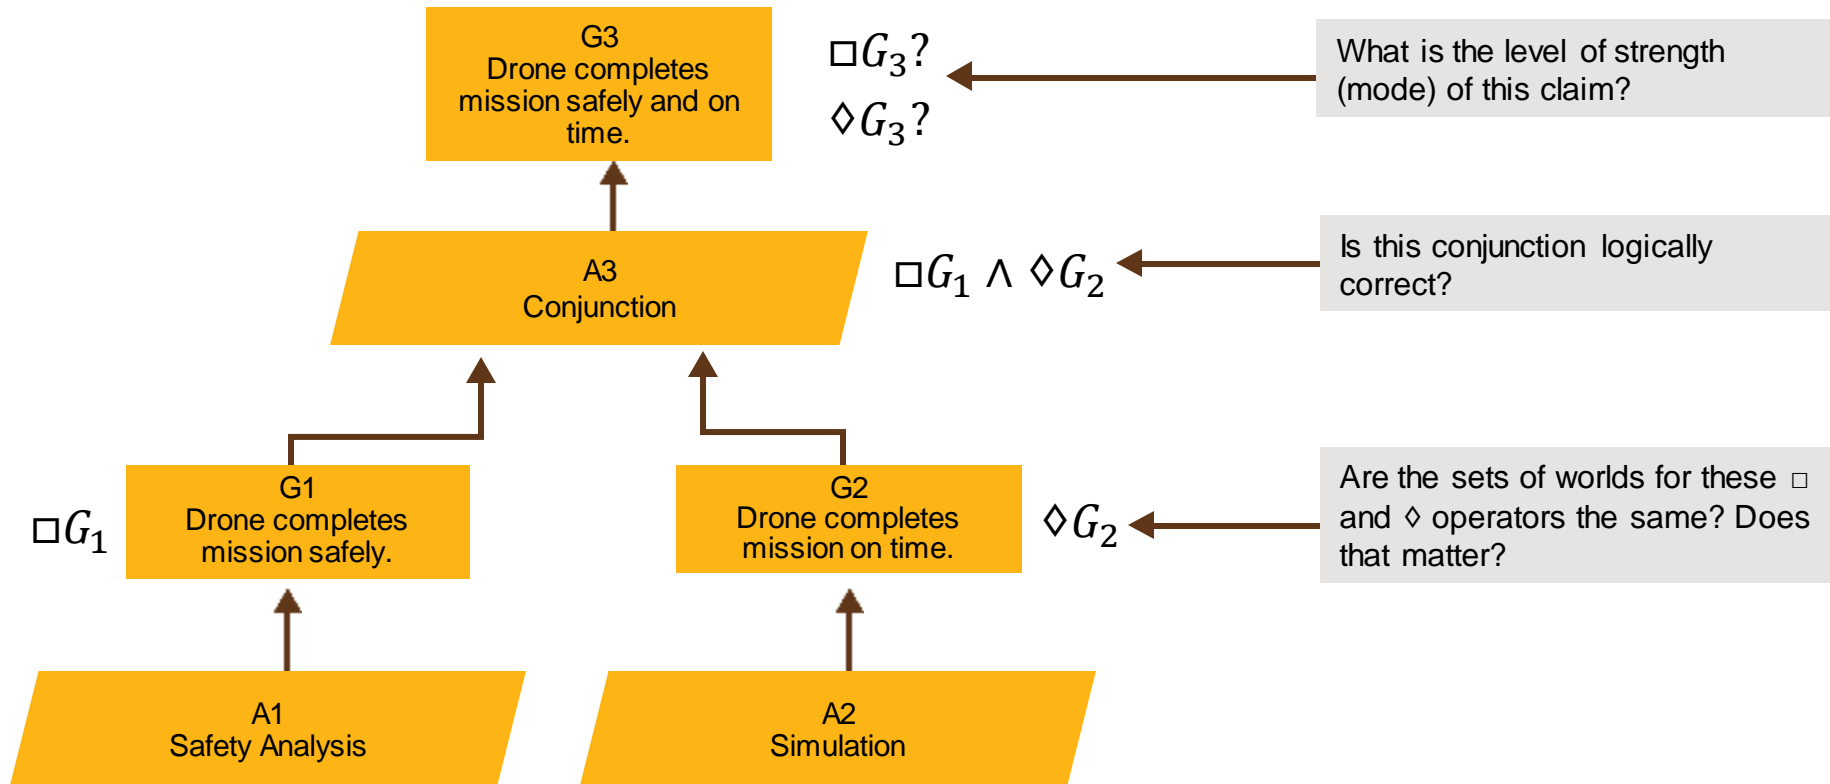 G3
Drone completes
mission safely and on
time.
□G₃?
◊G₃?
What is the level of strength
(mode) of this claim?
A3
Conjunction
□G₁ ∧ ◊G₂
Is this conjunction logically
correct?
□G₁
G1
Drone completes
mission safely.
G2
Drone completes
mission on time.
◊G₂
Are the sets of worlds for these □
and ◊ operators the same? Does
that matter?
A1
Safety Analysis
A2
Simulation